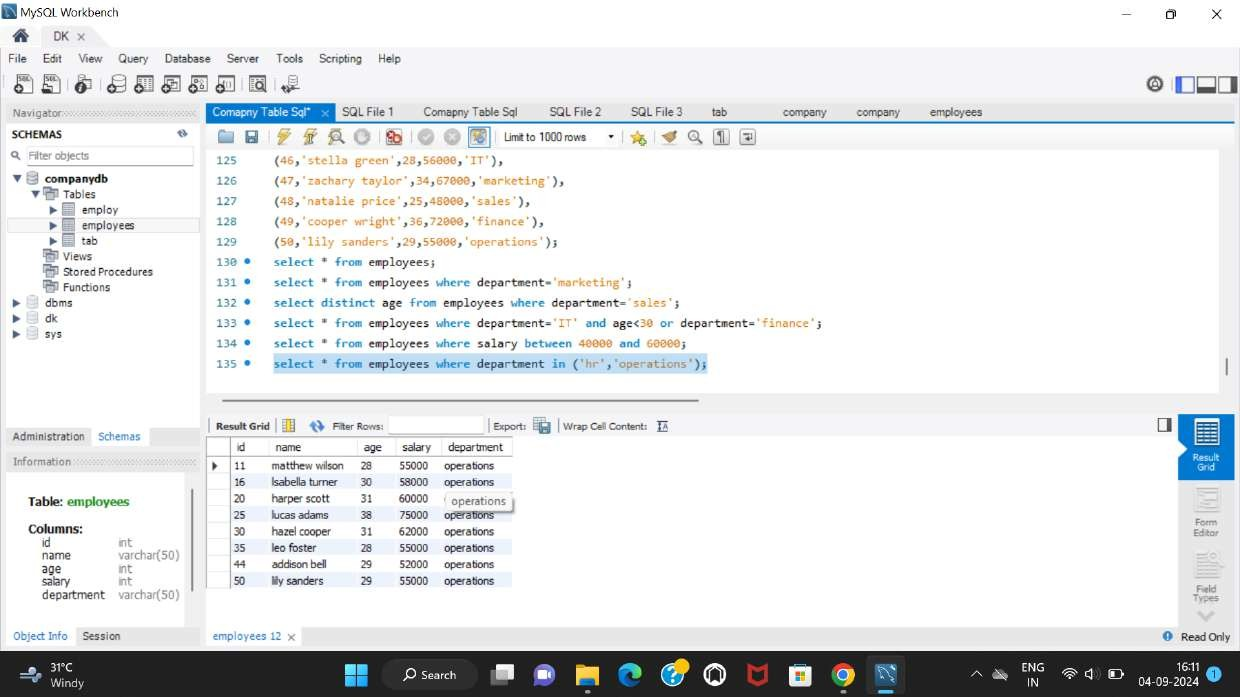 MySQL Workbench
DK
File Edit View Query Database Server Tools Scripting Help
Navigator
SCHEMAS
Filter objects
companydb
Tables
employ
employees
tab
Views
Stored Procedures
Functions
dbms
dk
sys
Administration Schemas
Information
Table: employees
Columns:
id int
name varchar(50)
age int
salary int
department varchar(50)
Object Info Session
Comapny Table Sql* SQL File 1 Comapny Table Sql SQL File 2 SQL File 3 tab company company employees
Limit to 1000 rows
125 (46,'stella green',28,56000,'IT'),
126 (47,'zachary taylor',34,67000,'marketing'),
127 (48,'natalie price',25,48000,'sales'),
128 (49,'cooper wright',36,72000,'finance'),
129 (50,'lily sanders',29,55000,'operations');
130 select * from employees;
131 select * from employees where department='marketing';
132 select distinct age from employees where department='sales';
133 select * from employees where department='IT' and age<30 or department='finance';
134 select * from employees where salary between 40000 and 60000;
135 select * from employees where department in ('hr','operations');
Result Grid Filter Rows: Export: Wrap Cell Content:
id name age salary department
11 matthew wilson 28 55000 operations
16 Isabella turner 30 58000 operations
20 harper scott 31 60000 operations
25 lucas adams 38 75000 operations
30 hazel cooper 31 62000 operations
35 leo foster 28 55000 operations
44 addison bell 29 52000 operations
50 lily sanders 29 55000 operations
Result
Grid
Form
Editor
Field
Types
employees 12
Read Only
31°C
Windy
Search
ENG
IN
16:11
04-09-2024
1